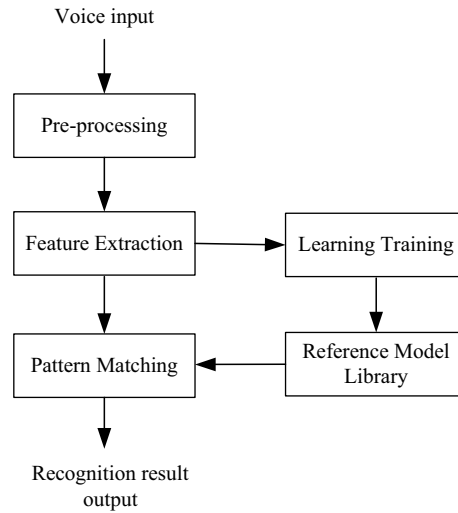 Voice input
Pre-processing
Feature Extraction
Learning Training
Pattern Matching
Reference Model
Library
Recognition result
output